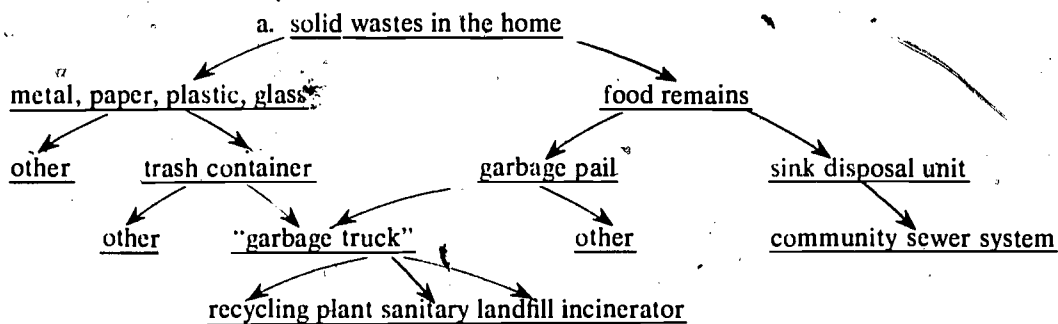 a. solid wastes in the home
metal, paper, plastic, glass food remains
other trash container garbage pail sink disposal unit
other "garbage truck" other community sewer system
recycling plant sanitary landfill incinerator